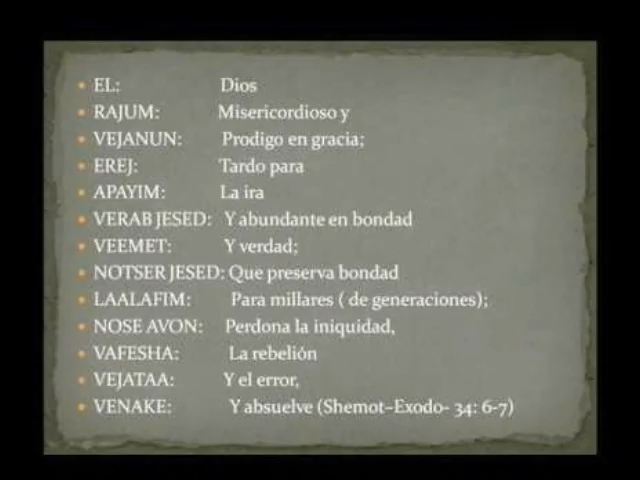 EL: Dios
RAJUM: Misericordioso y
VEJANUN: Prodigo en gracia;
EREJ: Tardo para
APAYIM: La ira
VERAB JESED: Y abundante en bondad
VEEMET: Y verdad;
NOTSER JESED: Que preserva bondad
LAALAFIM: Para millares ( de generaciones);
NOSE AVON: Perdona la iniquidad,
VAFESHA: La rebelión
VEJATAA: Y el error,
VENAKE: Y absuelve (Shemot–Exodo- 34: 6-7)